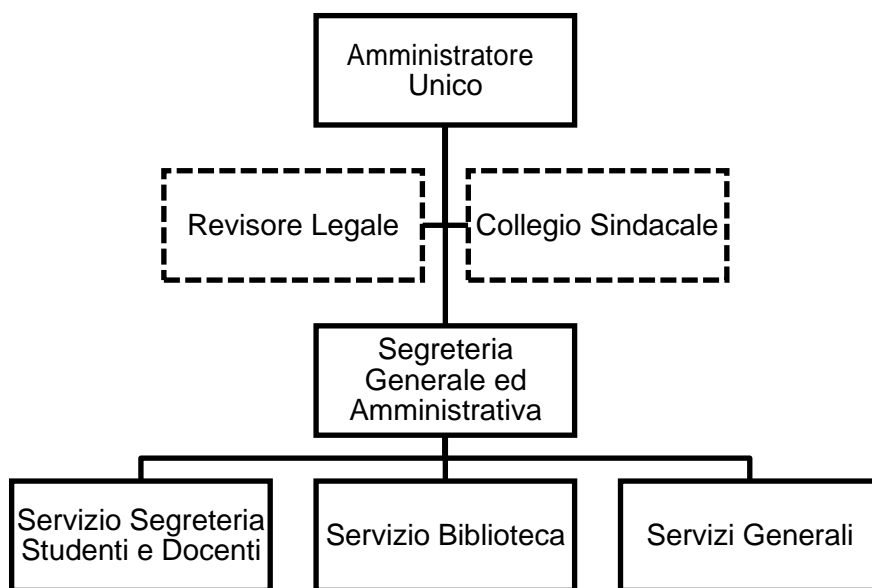 Amministratore
Unico
Revisore Legale
Collegio Sindacale
Segreteria
Generale ed
Amministrativa
Servizio Segreteria
Studenti e Docenti
Servizio Biblioteca
Servizi Generali